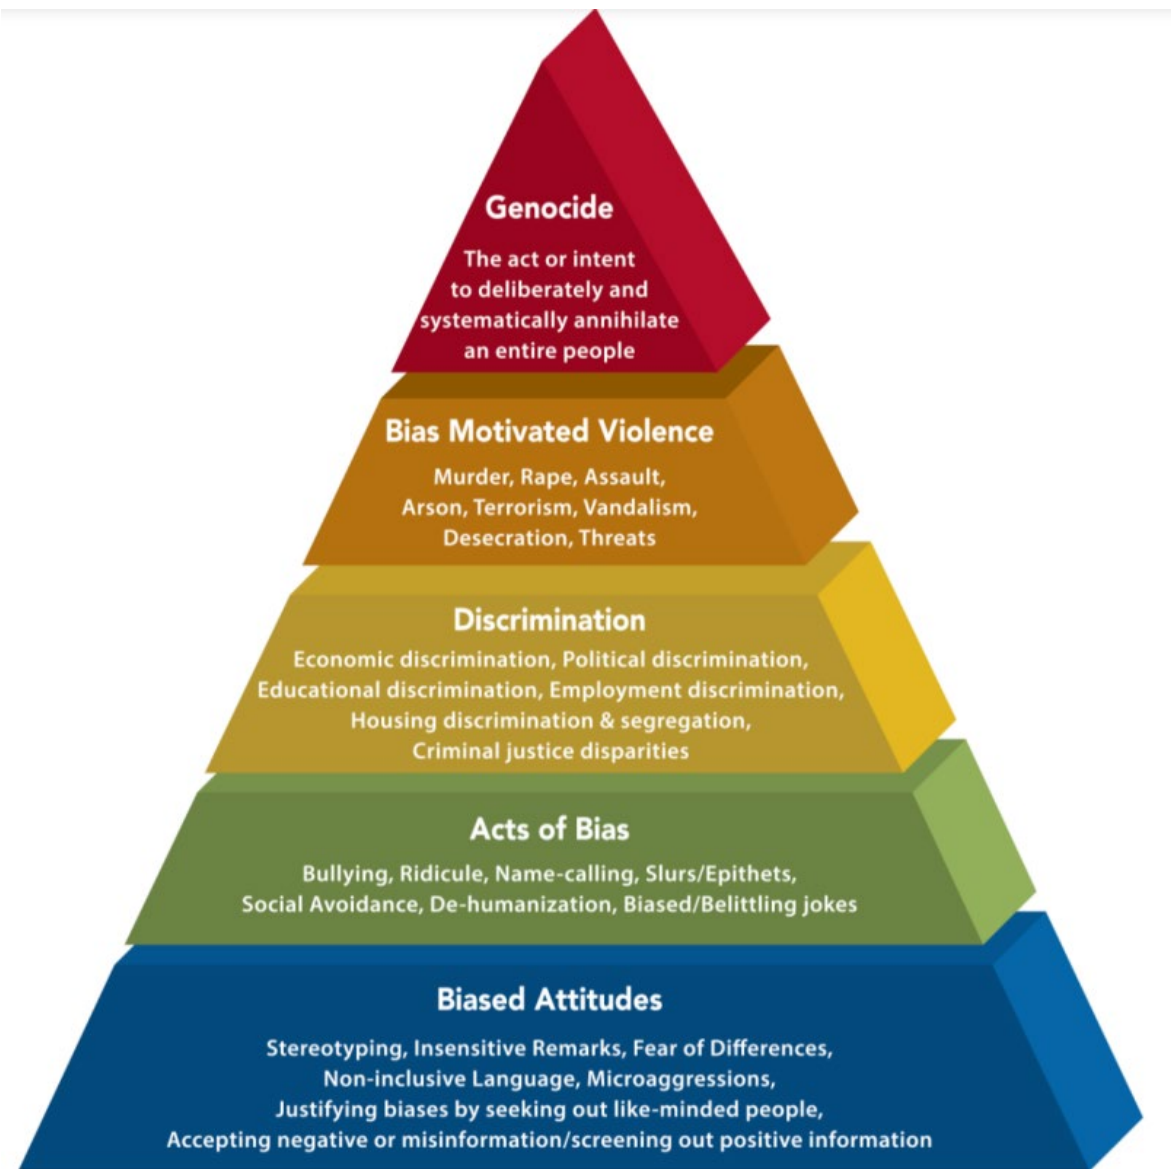 Genocide
The act or intent
to deliberately and
systematically annihilate
an entire people
Bias Motivated Violence
Murder, Rape, Assault,
Arson, Terrorism, Vandalism,
Desecration, Threats
Discrimination
Economic discrimination, Political discrimination,
Educational discrimination, Employment discrimination,
Housing discrimination & segregation,
Criminal justice disparities
Acts of Bias
Bullying, Ridicule, Name-calling, Slurs/Epithets,
Social Avoidance, De-humanization, Biased/Belittling jokes
Biased Attitudes
Stereotyping, Insensitive Remarks, Fear of Differences,
Non-inclusive Language, Microaggressions,
Justifying biases by seeking out like-minded people,
Accepting negative or misinformation/screening out positive information